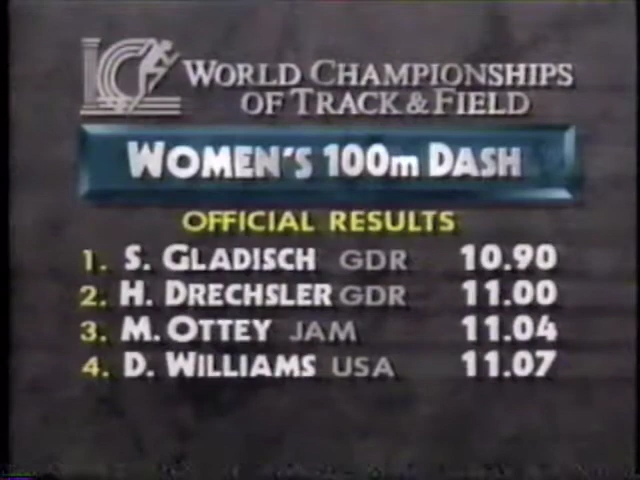 WORLD CHAMPIONSHIPS
OF TRACK & FIELD
WOMEN'S 100m DASH
OFFICIAL RESULTS
1. S. GLADISCH GDR 10.90
2. H. DRECHSLER GDR 11.00
3. M. OTTEY JAM 11.04
4. D. WILLIAMS USA 11.07